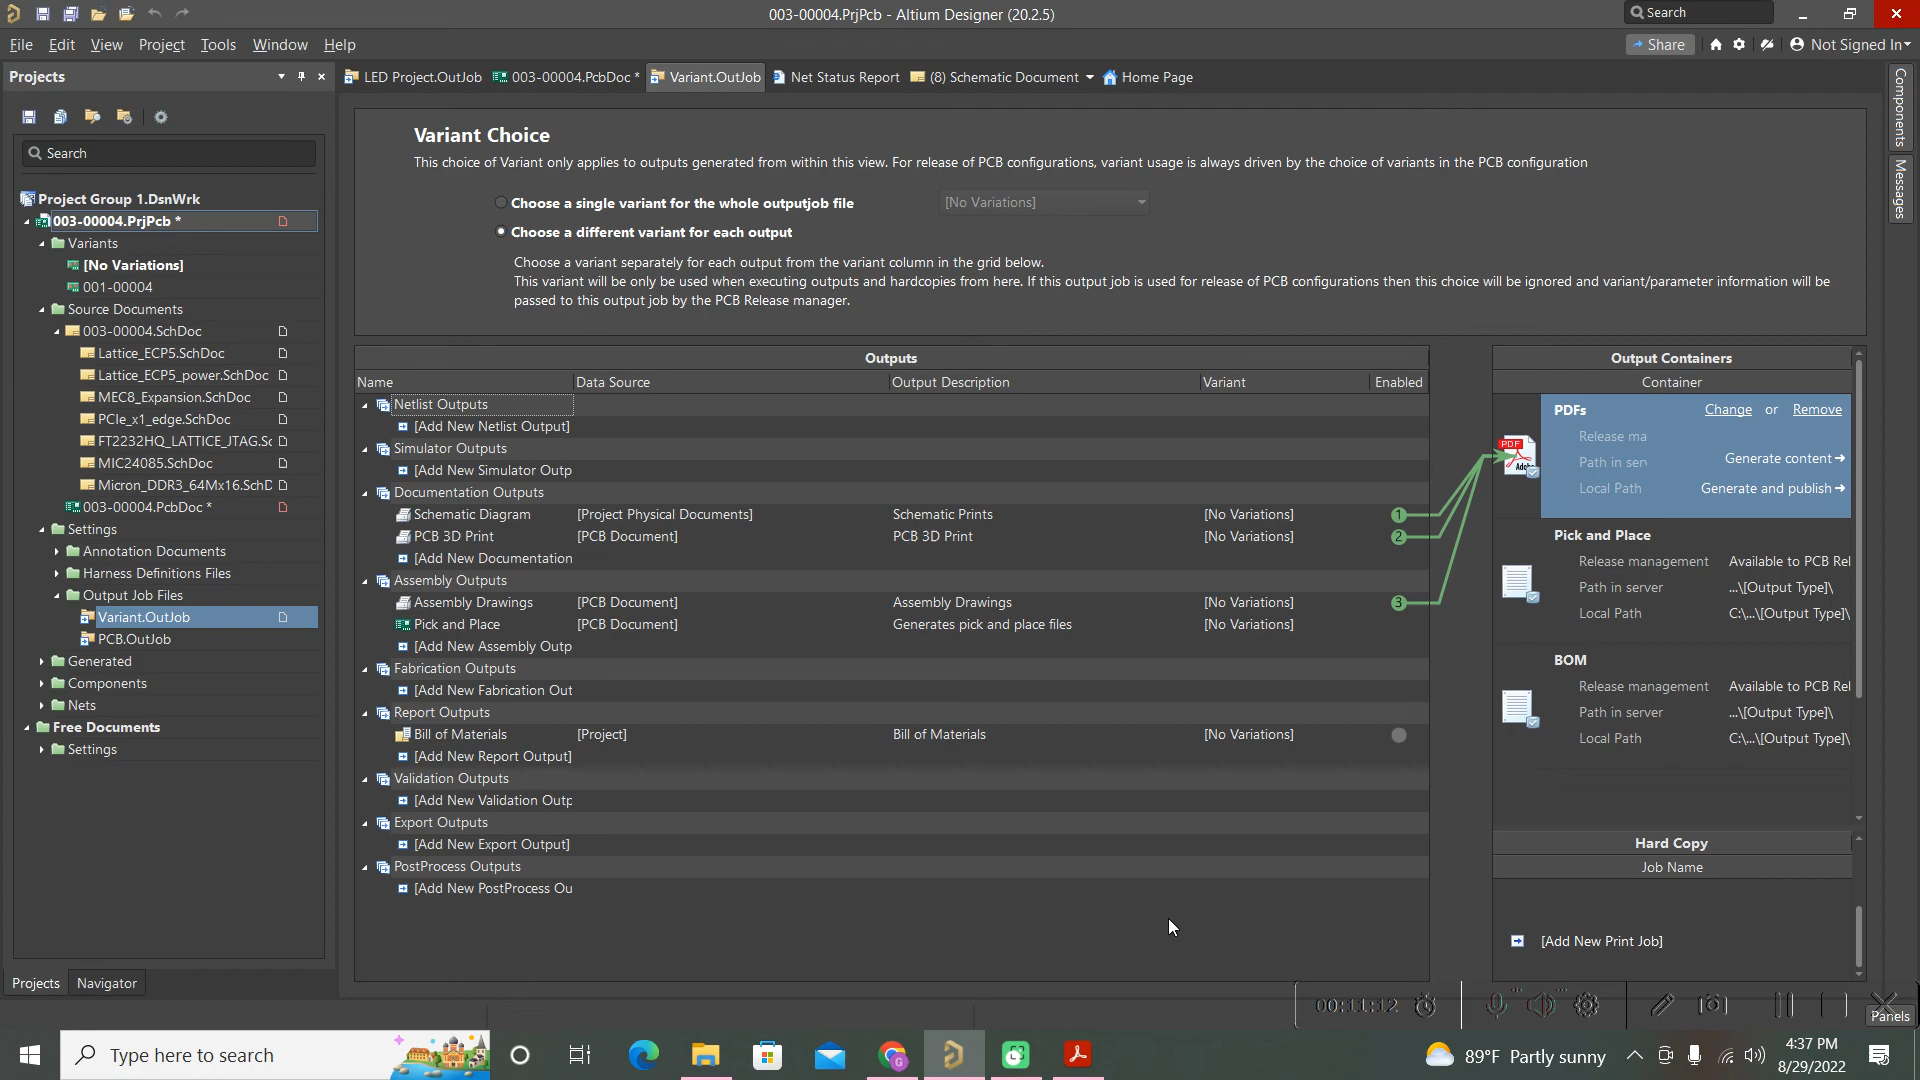 003-00004.PrjPcb - Altium Designer (20.2.5)
Search
File Edit View Project Tools Window Help
Share
Not Signed In
Projects
LED Project.OutJob
003-00004.PcbDoc *
Variant.OutJob
Net Status Report
(8) Schematic Document
Home Page
Components
Messages
Search
Project Group 1.DsnWrk
003-00004.PrjPcb *
Variants
[No Variations]
001-00004
Source Documents
003-00004.SchDoc
Lattice_ECP5.SchDoc
Lattice_ECP5_power.SchDoc
MEC8_Expansion.SchDoc
PCIe_x1_edge.SchDoc
FT2232HQ_LATTICE_JTAG.Sc
MIC24085.SchDoc
Micron_DDR3_64Mx16.SchD
003-00004.PcbDoc *
Settings
Annotation Documents
Harness Definitions Files
Output Job Files
Variant.OutJob
PCB.OutJob
Generated
Components
Nets
Free Documents
Settings
Projects
Navigator
Variant Choice
This choice of Variant only applies to outputs generated from within this view. For release of PCB configurations, variant usage is always driven by the choice of variants in the PCB configuration
Choose a single variant for the whole outputjob file
[No Variations]
Choose a different variant for each output
Choose a variant separately for each output from the variant column in the grid below.
This variant will be only be used when executing outputs and hardcopies from here. If this output job is used for release of PCB configurations then this choice will be ignored and variant/parameter information will be
passed to this output job by the PCB Release manager.
Outputs
Name Data Source Output Description Variant Enabled
Netlist Outputs
[Add New Netlist Output]
Simulator Outputs
[Add New Simulator Outp
Documentation Outputs
Schematic Diagram [Project Physical Documents] Schematic Prints [No Variations] 1
PCB 3D Print [PCB Document] PCB 3D Print [No Variations] 2
[Add New Documentation
Assembly Outputs
Assembly Drawings [PCB Document] Assembly Drawings [No Variations] 3
Pick and Place [PCB Document] Generates pick and place files [No Variations]
[Add New Assembly Outp
Fabrication Outputs
[Add New Fabrication Out
Report Outputs
Bill of Materials [Project] Bill of Materials [No Variations]
[Add New Report Output]
Validation Outputs
[Add New Validation Outp
Export Outputs
[Add New Export Output]
PostProcess Outputs
[Add New PostProcess Ou
Output Containers
Container
PDF
Adobe
PDFs Change or Remove
Release ma
Path in serv Generate content
Local Path Generate and publish
Pick and Place
Release management Available to PCB Rel
Path in server ...\[Output Type]\
Local Path C:\...\[Output Type]\
BOM
Release management Available to PCB Rel
Path in server ...\[Output Type]\
Local Path C:\...\[Output Type]\
Hard Copy
Job Name
[Add New Print Job]
00:11:12
Panels
Type here to search
89°F Partly sunny
4:37 PM
8/29/2022